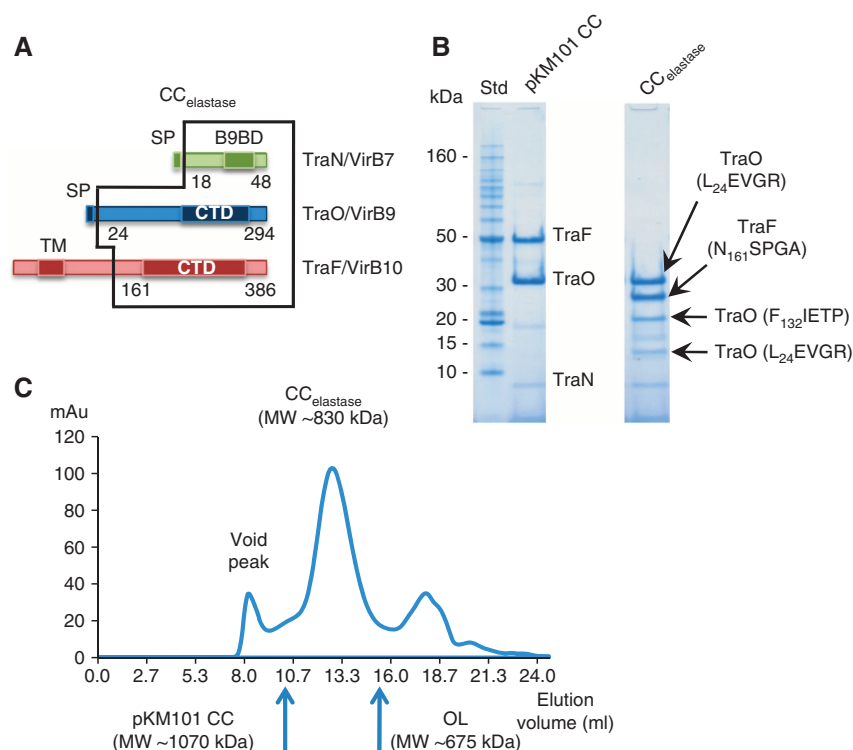 A
CC_elastase
SP B9BD
TraN/VirB7
18 48
SP
CTD
TraO/VirB9
24 294
TM
CTD
TraF/VirB10
161 386
B
kDa
Std
pKM101 CC
CC_elastase
160 -
50 -
30 -
20 -
15 -
10 -
TraF
TraO
TraN
TraO
(L24EVGR)
TraF
(N161SPGA)
TraO (F132IETP)
TraO (L24EVGR)
C
CC_elastase
(MW ~830 kDa)
mAu
120
100
80
60
40
20
0
Void
peak
0.0 2.7 5.3 8.0 10.7 13.3 16.0 18.7 21.3 24.0
Elution
volume (ml)
pKM101 CC
(MW ~1070 kDa)
OL
(MW ~675 kDa)